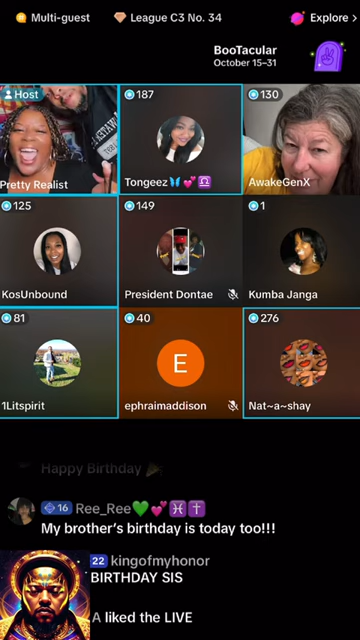 Multi-guest
League C3 No. 34
Explore >
BooTacular
October 15–31
Host
187
130
Pretty Realist
Tongeez🦋💕♎
AwakeGenX
125
149
1
KosUnbound
President Dontae
Kumba Janga
81
40
276
E
1Litspirit
ephraimaddison
Nat~a~shay
Happy Birthday 🎉
16 Ree_Ree💚💕♓✝️
My brother's birthday is today too!!!
22 kingofmyhonor
BIRTHDAY SIS
A liked the LIVE